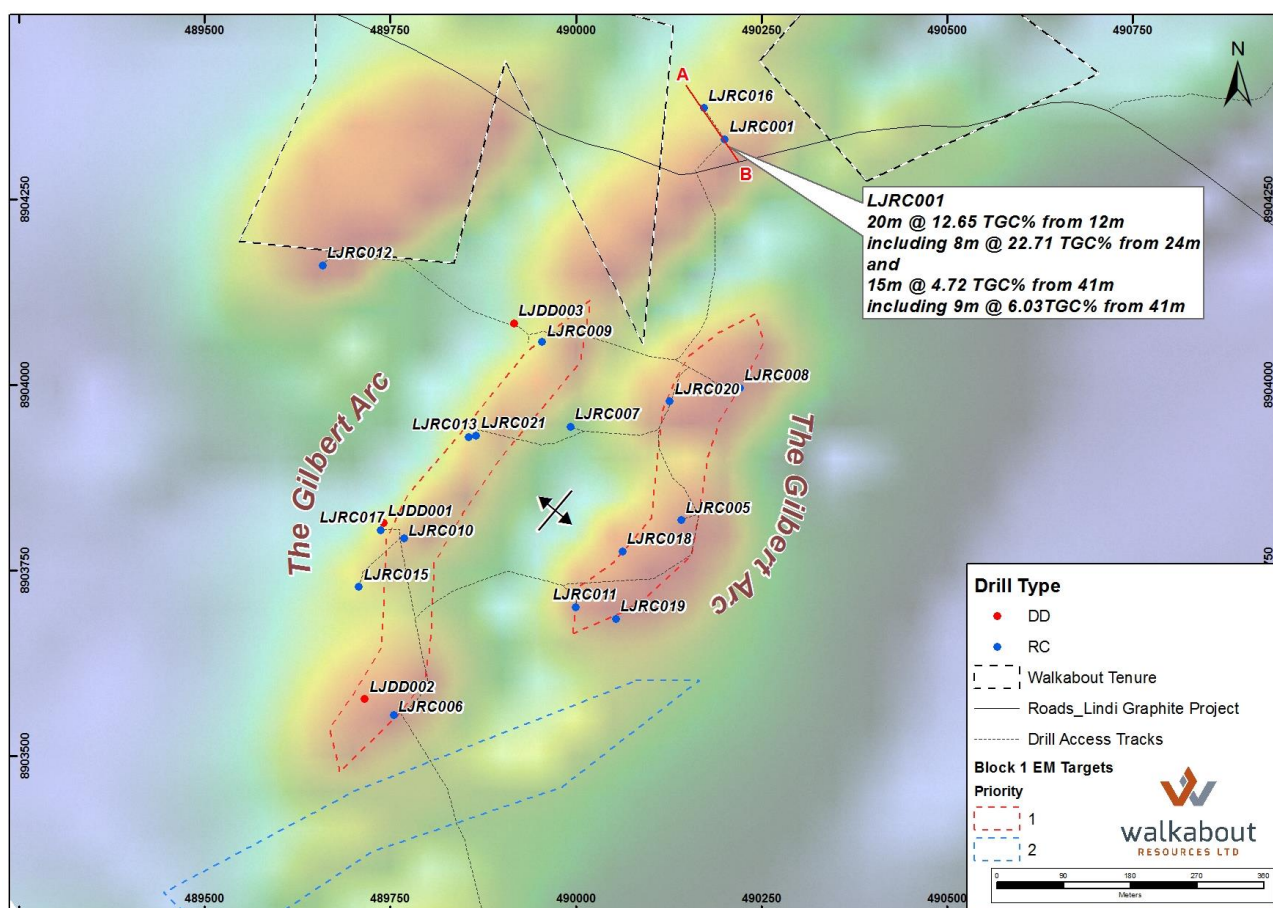 489500
489750
490000
490250
490500
490750
N
A
LJRC016
LJRC001
B
8904250
8904250
LJRC001
20m @ 12.65 TGC% from 12m
including 8m @ 22.71 TGC% from 24m
and
15m @ 4.72 TGC% from 41m
including 9m @ 6.03TGC% from 41m
LJRC012
LJDD003
LJRC009
8904000
8904000
LJRC008
LJRC020
LJRC007
LJRC013
LJRC021
The Gilbert Arc
The Gilbert Arc
LJRC005
LJDD001
LJRC017
LJRC010
LJRC018
8903750
750
LJRC015
LJRC011
LJRC019
LJDD002
LJRC006
8903500
Drill Type
DD
RC
Walkabout Tenure
Roads_Lindi Graphite Project
Drill Access Tracks
Block 1 EM Targets
Priority
1
2
walkabout
RESOURCES LTD
0
90
180
270
360
Meters
489500
489750
490000
490250
490500